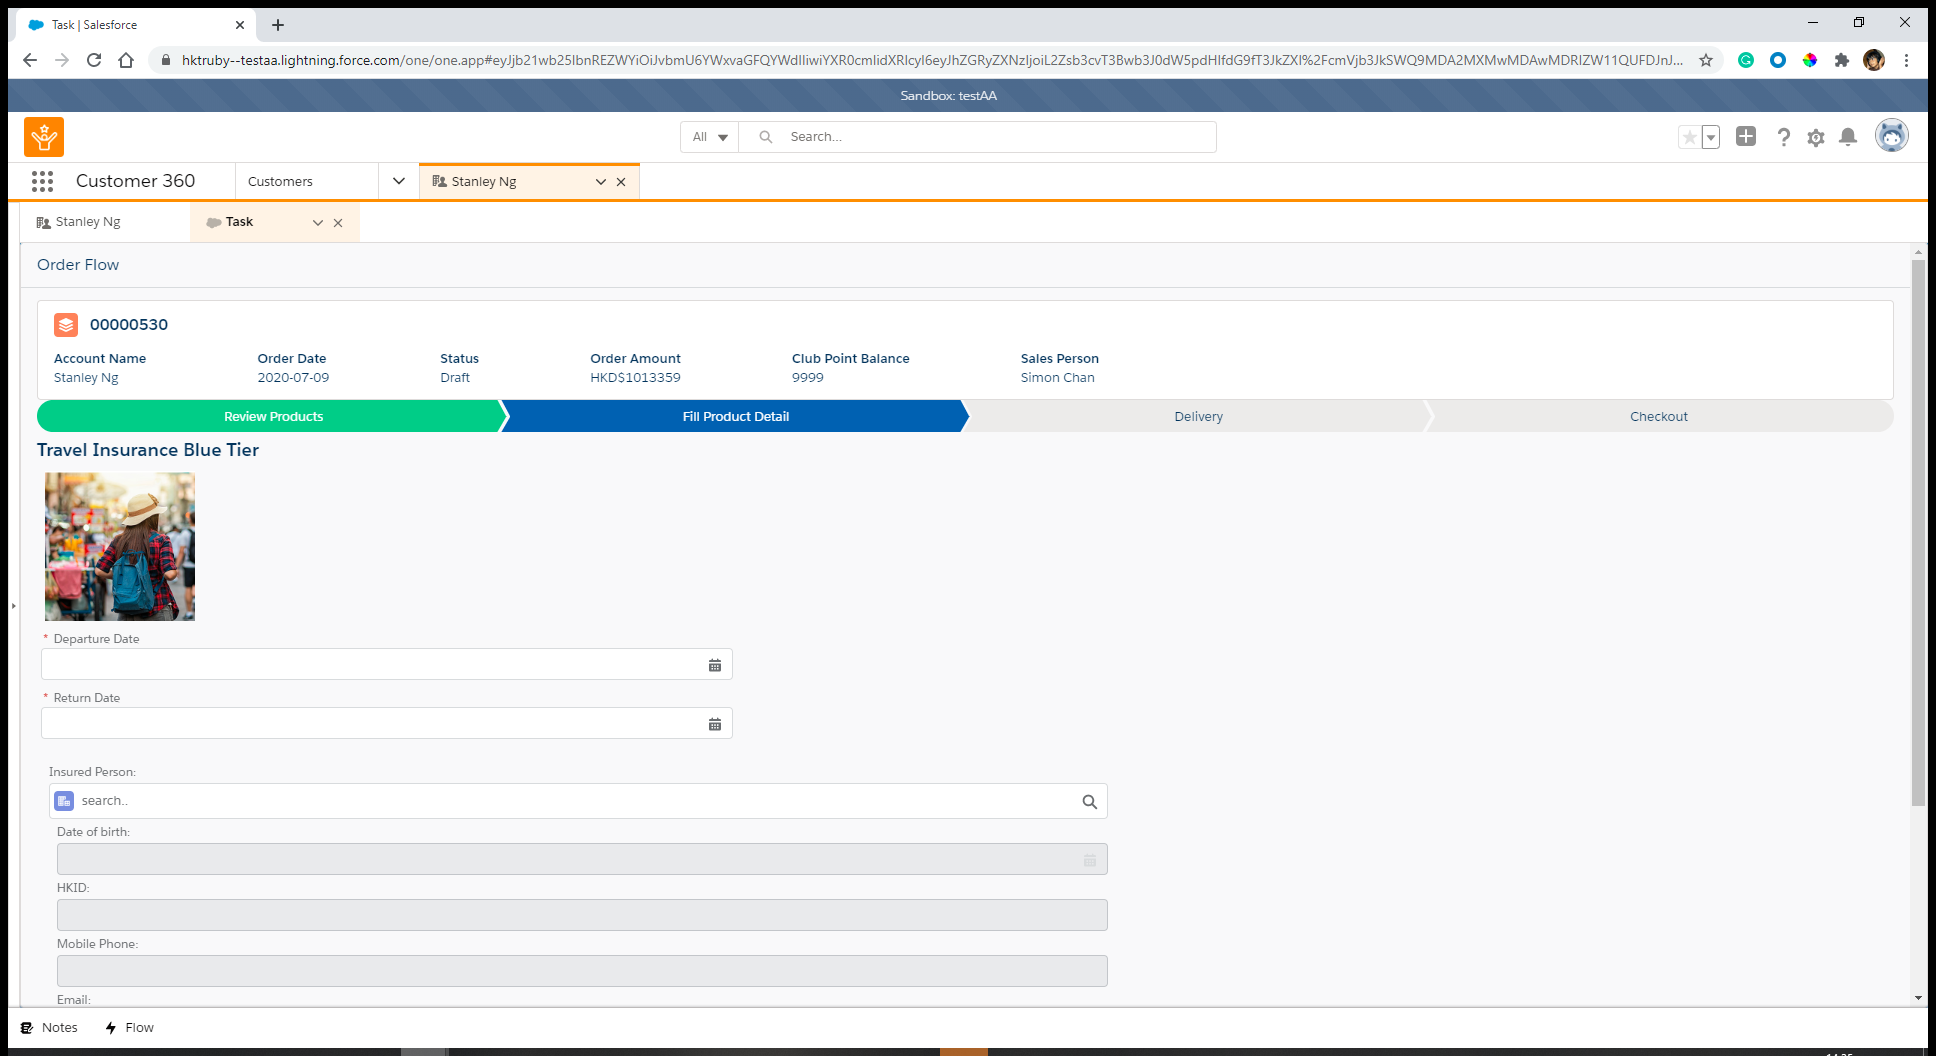 Task | Salesforce
hktruby--testaa.lightning.force.com/one/one.app#
Sandbox: testAA
All
Search...
Customer 360
Customers
Stanley Ng
Stanley Ng
Task
Order Flow
00000530
Account Name
Order Date
Status
Order Amount
Club Point Balance
Sales Person
Stanley Ng
2020-07-09
Draft
HKD$1013359
9999
Simon Chan
Review Products
Fill Product Detail
Delivery
Checkout
Travel Insurance Blue Tier
* Departure Date
* Return Date
Insured Person:
search..
Date of birth:
HKID:
Mobile Phone:
Email:
Notes
Flow